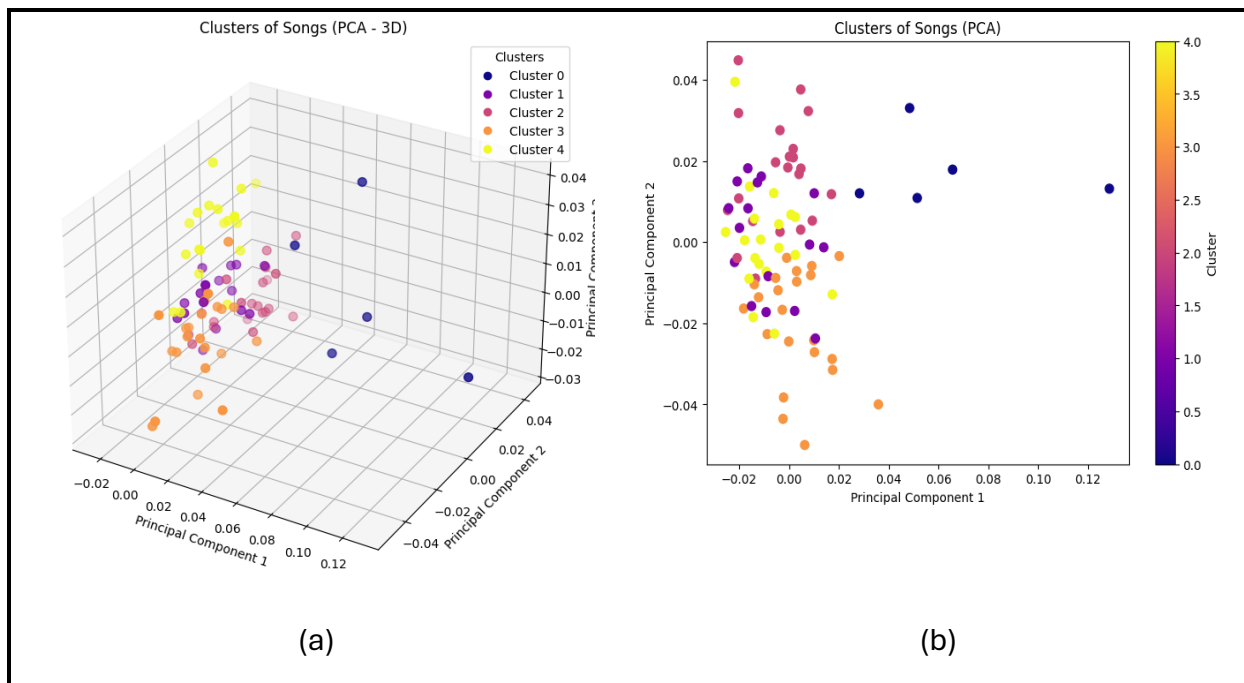 Clusters of Songs (PCA - 3D)
Clusters
Cluster 0
Cluster 1
Cluster 2
Cluster 3
Cluster 4
0.04
0.03
0.02
0.01
0.00
−0.01
−0.02
−0.03
Principal Component
0.04
0.02
0.00
−0.02
−0.04
Principal Component 2
−0.02
0.00
0.02
0.04
0.06
0.08
0.10
0.12
Principal Component 1
(a)
Clusters of Songs (PCA)
0.04
0.02
0.00
−0.02
−0.04
Principal Component 2
−0.02
0.00
0.02
0.04
0.06
0.08
0.10
0.12
Principal Component 1
4.0
3.5
3.0
2.5
2.0
1.5
1.0
0.5
0.0
Cluster
(b)